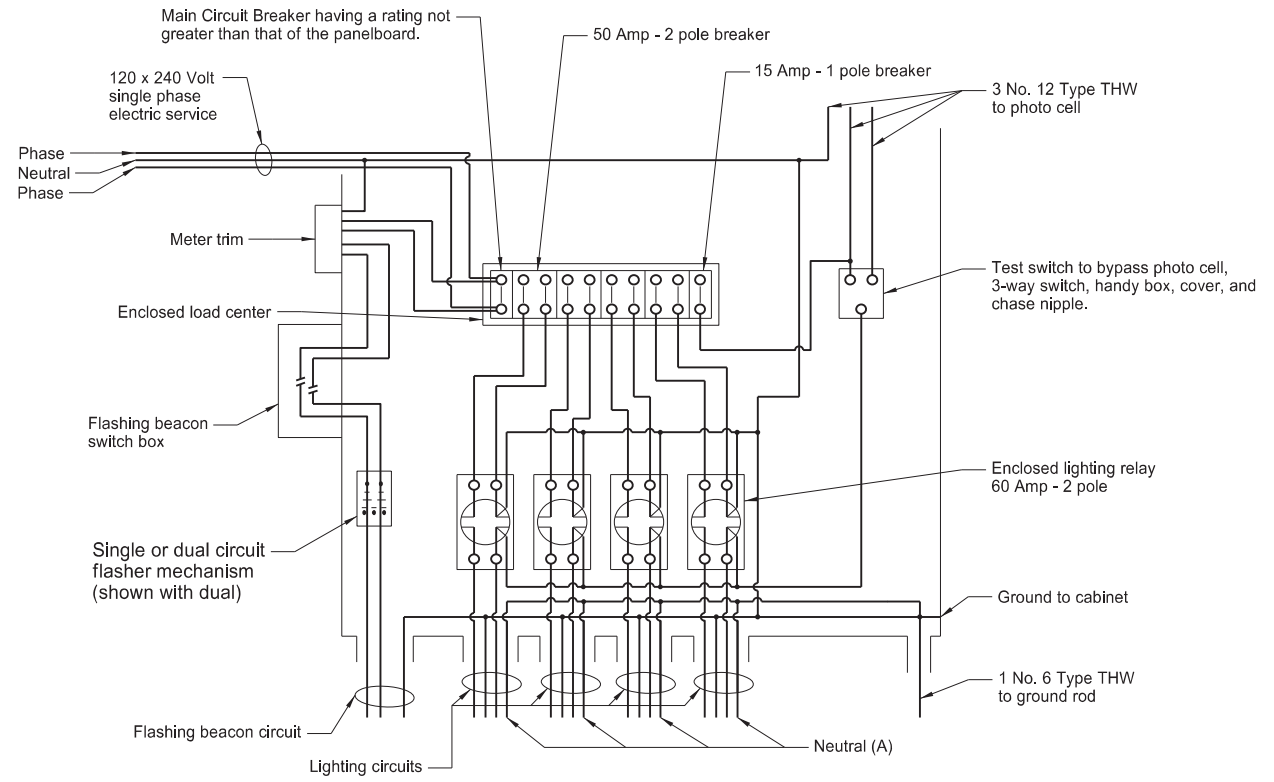 Main Circuit Breaker having a rating not
greater than that of the panelboard.
50 Amp - 2 pole breaker
15 Amp - 1 pole breaker
120 x 240 Volt
single phase
electric service
3 No. 12 Type THW
to photo cell
Phase
Neutral
Phase
Meter trim
Test switch to bypass photo cell,
3-way switch, handy box, cover, and
chase nipple.
Enclosed load center
Flashing beacon
switch box
Enclosed lighting relay
60 Amp - 2 pole
Single or dual circuit
flasher mechanism
(shown with dual)
Ground to cabinet
1 No. 6 Type THW
to ground rod
Flashing beacon circuit
Neutral (A)
Lighting circuits